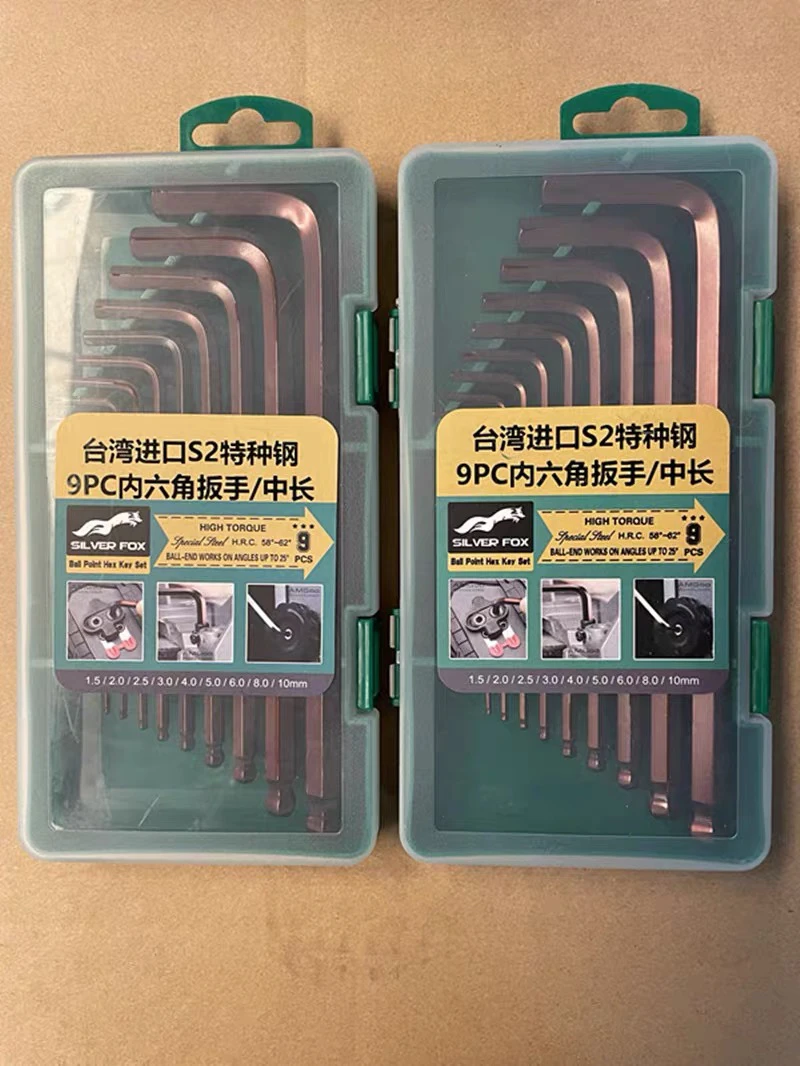 台湾进口S2特种钢
9PC内六角扳手/中长
SILVER FOX
Ball Point Hex Key Set
HIGH TORQUE
Special Steel H.R.C. 58°~62°
BALL-END WORKS ON ANGLES UP TO 25°
9
PCS
1.5 / 2.0 / 2.5 / 3.0 / 4.0 / 5.0 / 6.0 / 8.0 / 10mm
台湾进口S2特种钢
9PC内六角扳手/中长
SILVER FOX
Ball Point Hex Key Set
HIGH TORQUE
Special Steel H.R.C. 58°~62°
BALL-END WORKS ON ANGLES UP TO 25°
9
PCS
1.5 / 2.0 / 2.5 / 3.0 / 4.0 / 5.0 / 6.0 / 8.0 / 10mm